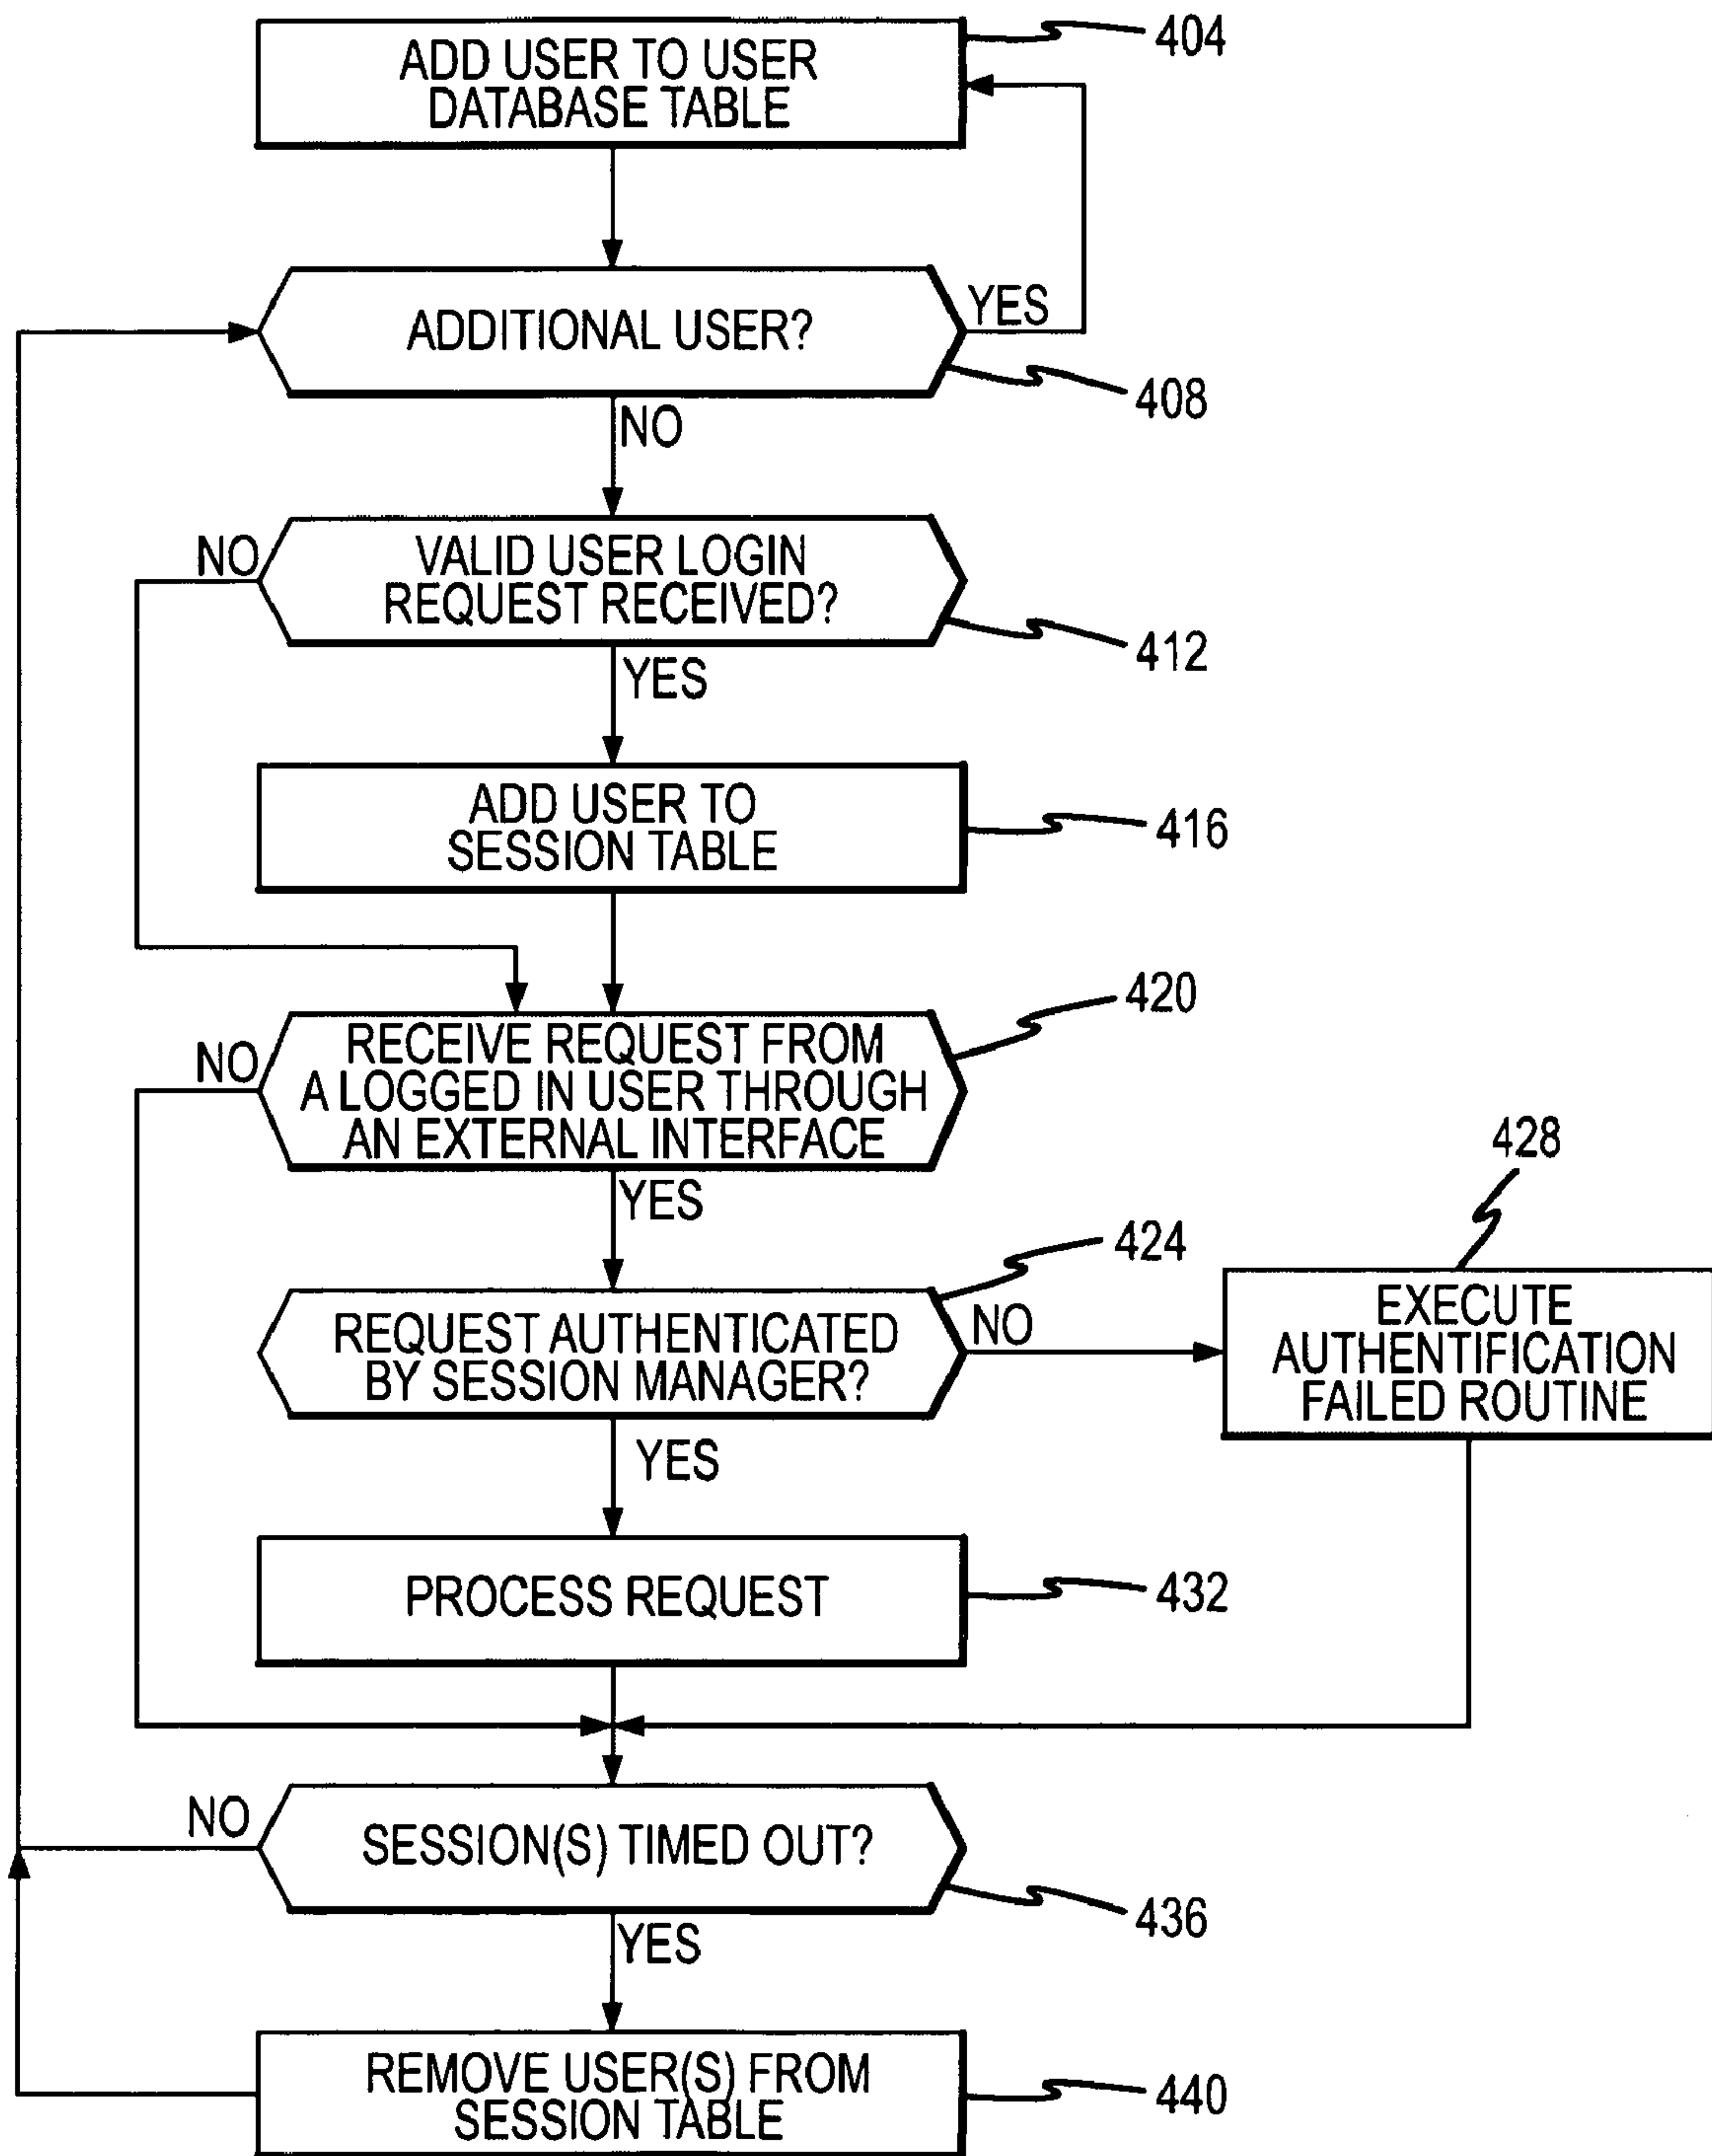 ADD USER TO USER
DATABASE TABLE
404
ADDITIONAL USER?
YES
408
NO
NO
VALID USER LOGIN
REQUEST RECEIVED?
412
YES
ADD USER TO
SESSION TABLE
416
420
NO
RECEIVE REQUEST FROM
A LOGGED IN USER THROUGH
AN EXTERNAL INTERFACE
YES
424
428
REQUEST AUTHENTICATED
BY SESSION MANAGER?
NO
EXECUTE
AUTHENTIFICATION
FAILED ROUTINE
YES
PROCESS REQUEST
432
NO
SESSION(S) TIMED OUT?
436
YES
REMOVE USER(S) FROM
SESSION TABLE
440